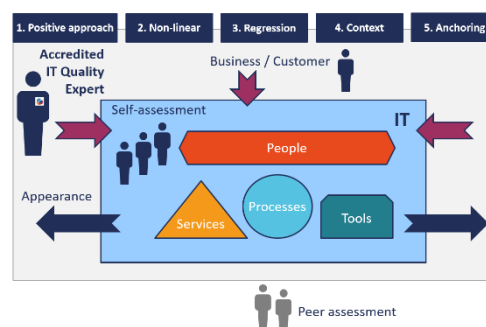 1. Positive approach
2. Non-linear
3. Regression
4. Context
5. Anchoring
Accredited
IT Quality
Expert
Business / Customer
Self-assessment
IT
People
Appearance
Services
Processes
Tools
Peer assessment